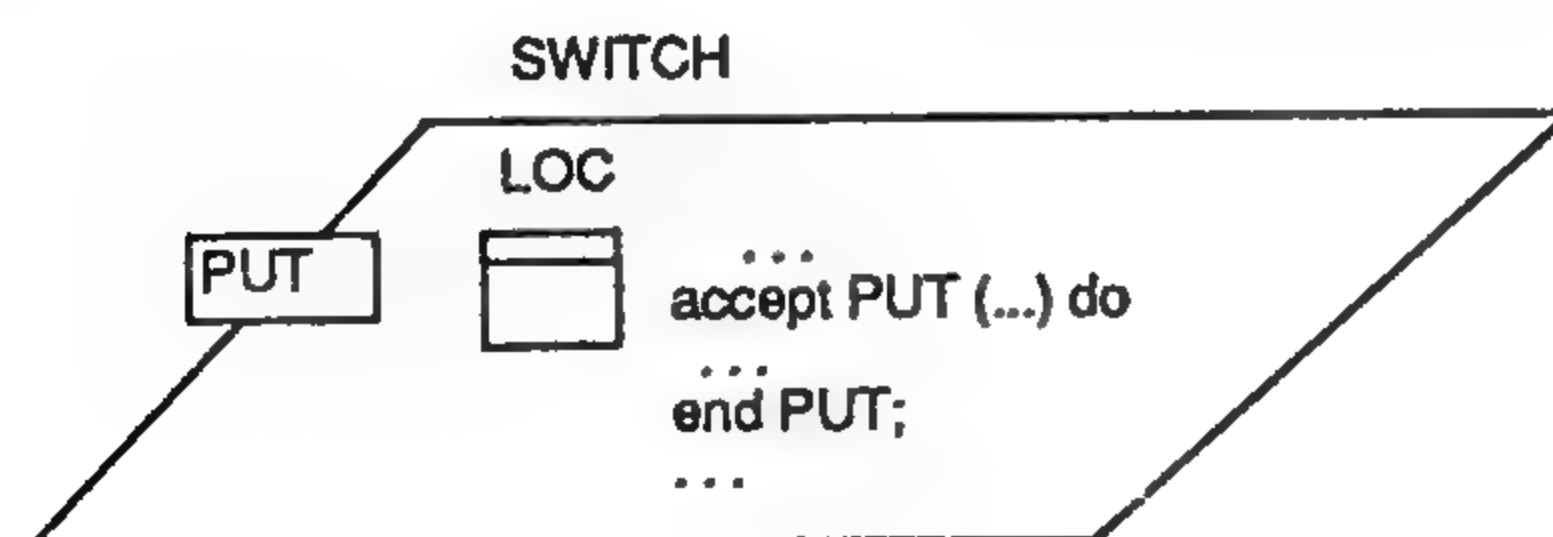 SWITCH
LOC
PUT
...
accept PUT (...) do
...
end PUT;
...